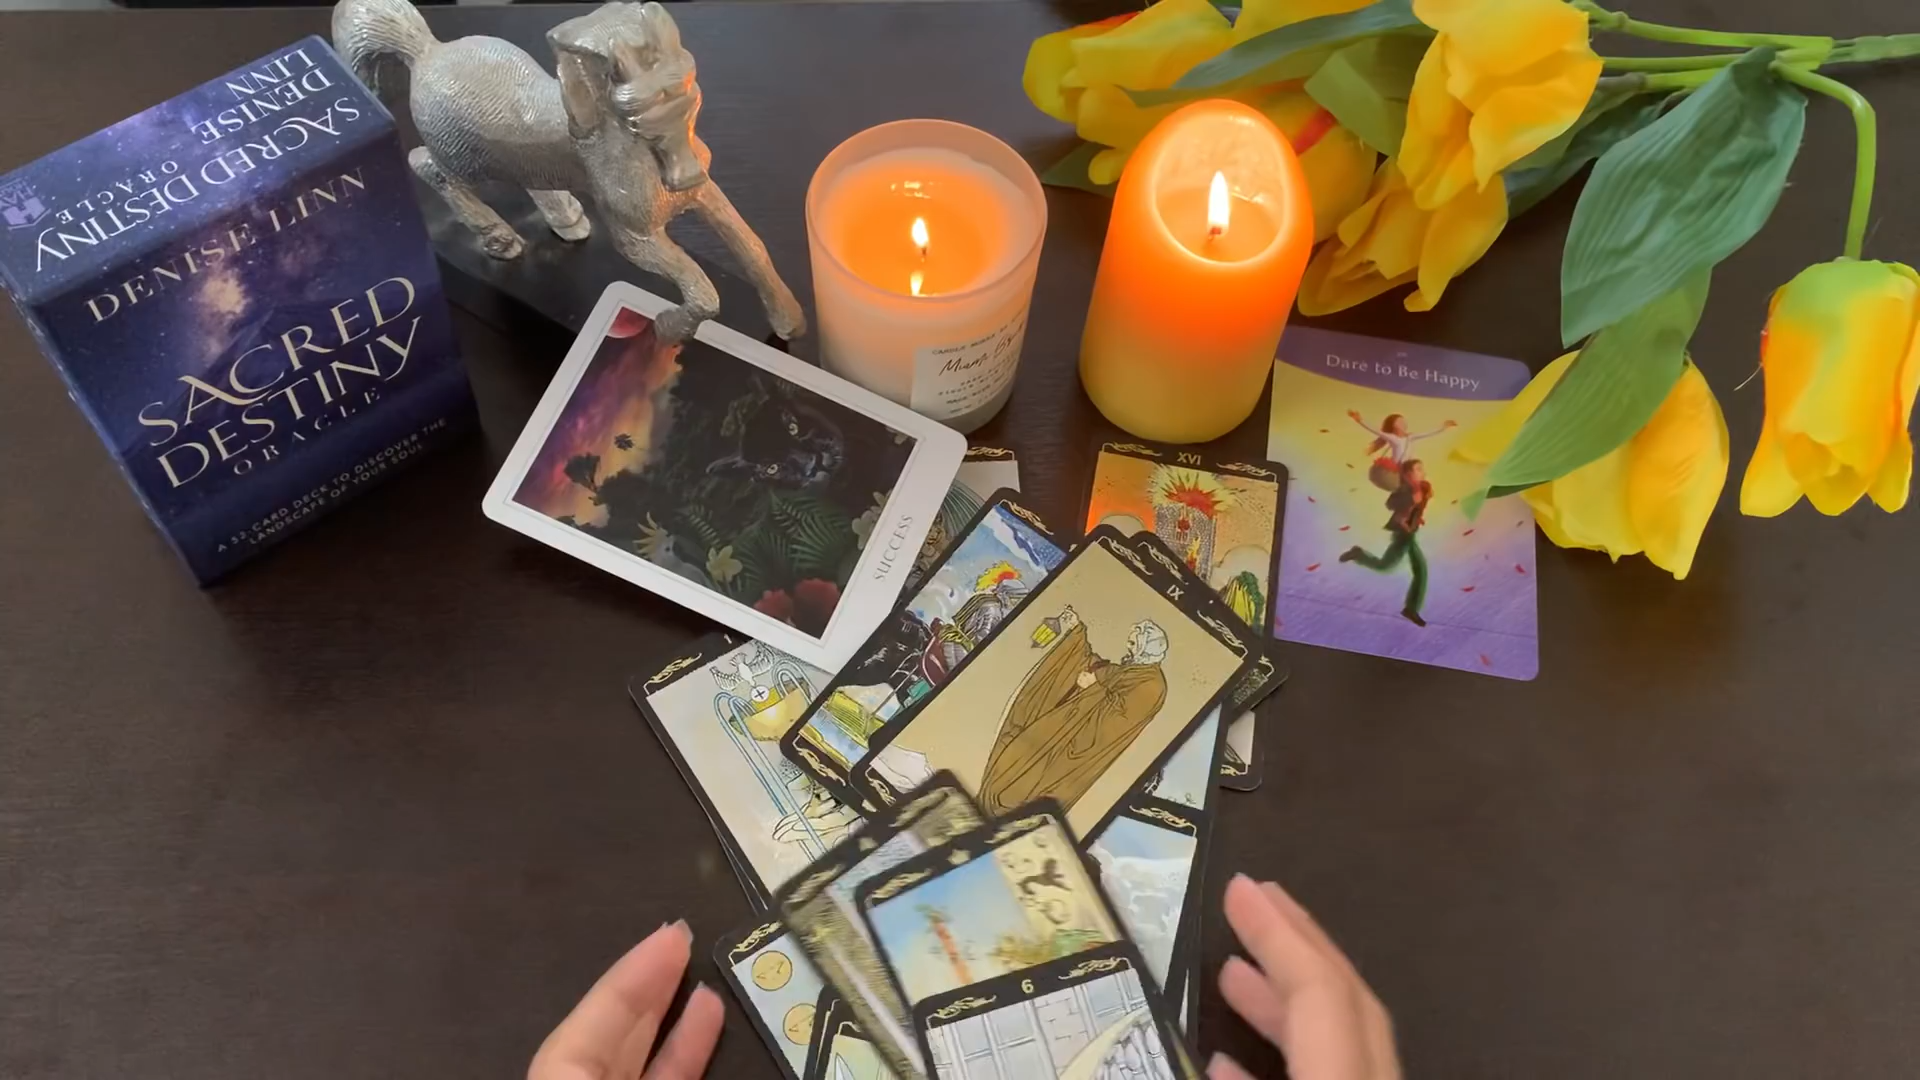 SACRED DESTINY
ORACLE
DENISE
LINN
DENISE LINN
SACRED
DESTINY
ORACLE
A 52-CARD DECK TO DISCOVER THE
LANDSCAPE OF YOUR SOUL
SUCCESS
XVI
Dare to Be Happy
IX
6